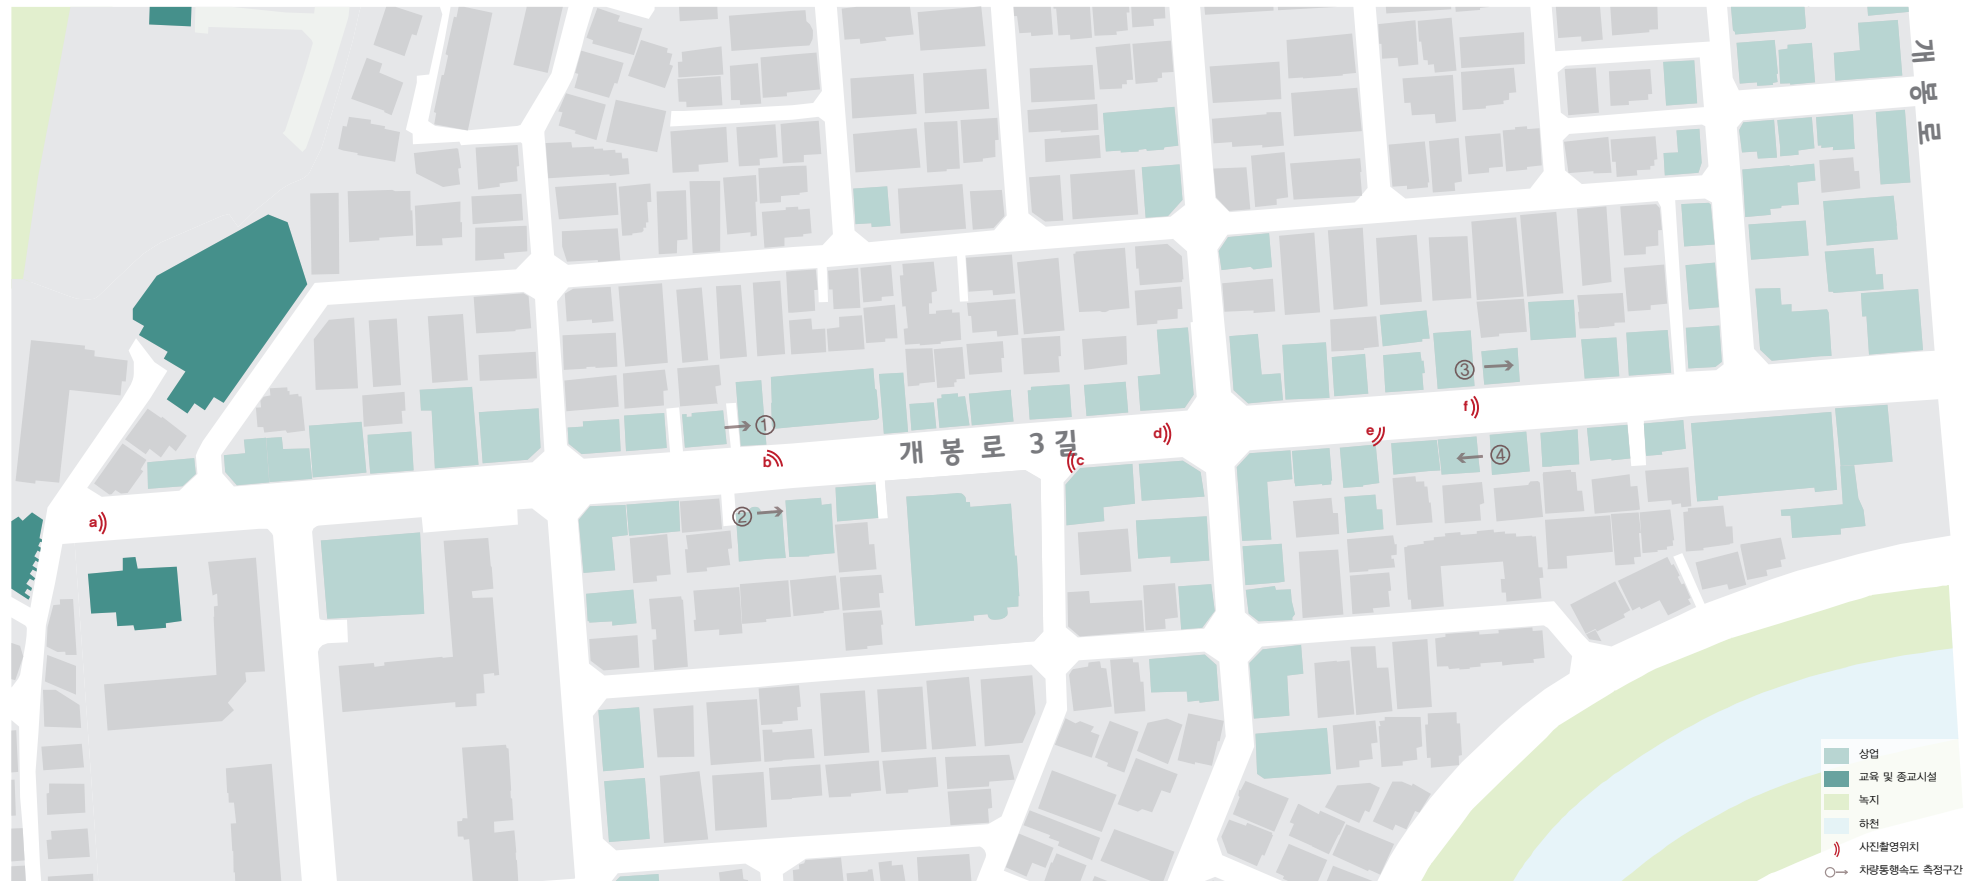 개봉로
개봉로 3길
a
b
c
d
e
f
①
②
③
④
상업
교육 및 종교시설
녹지
하천
사진촬영위치
차량통행속도 측정구간